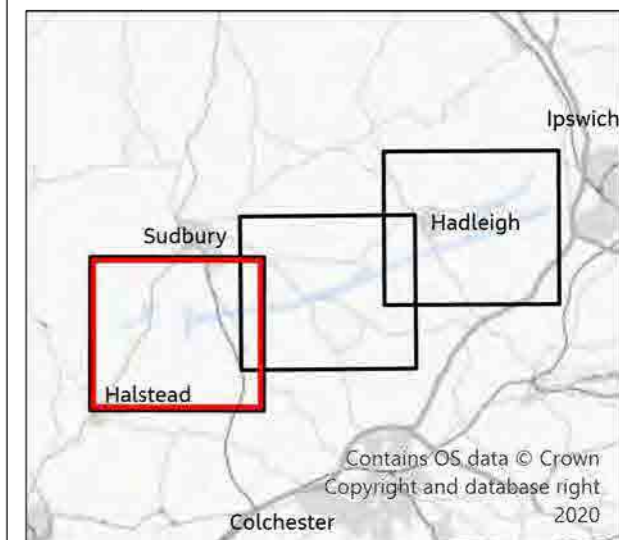 Ipswich
Hadleigh
Sudbury
Halstead
Contains OS data © Crown
Copyright and database right
2020
Colchester